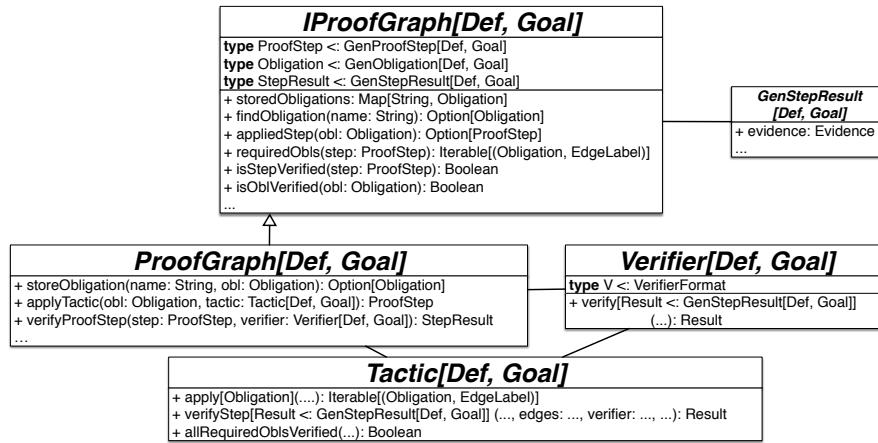 IProofGraph[Def, Goal]
type ProofStep <: GenProofStep[Def, Goal]
type Obligation <: GenObligation[Def, Goal]
type StepResult <: GenStepResult[Def, Goal]
+ storedObligations: Map[String, Obligation]
+ findObligation(name: String): Option[Obligation]
+ appliedStep(obl: Obligation): Option[ProofStep]
+ requiredObls(step: ProofStep): Iterable[(Obligation, EdgeLabel)]
+ isStepVerified(step: ProofStep): Boolean
+ isOblVerified(obl: Obligation): Boolean
...
GenStepResult
[Def, Goal]
+ evidence: Evidence
...
ProofGraph[Def, Goal]
+ storeObligation(name: String, obl: Obligation): Option[Obligation]
+ applyTactic(obl: Obligation, tactic: Tactic[Def, Goal]): ProofStep
+ verifyProofStep(step: ProofStep, verifier: Verifier[Def, Goal]): StepResult
...
Verifier[Def, Goal]
type V <: VerifierFormat
+ verify[Result <: GenStepResult[Def, Goal]]
(...): Result
Tactic[Def, Goal]
+ apply[Obligation](....): Iterable[(Obligation, EdgeLabel)]
+ verifyStep[Result <: GenStepResult[Def, Goal]] (..., edges: ..., verifier: ..., ...): Result
+ allRequiredOblsVerified(...): Boolean